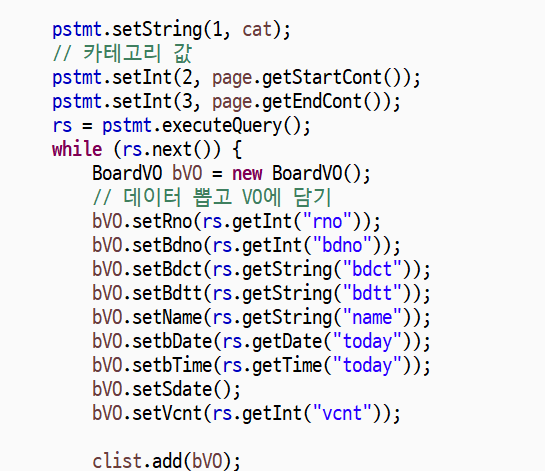 pstmt.setString(1, cat);
// 카테고리 값
pstmt.setInt(2, page.getStartCont());
pstmt.setInt(3, page.getEndCont());
rs = pstmt.executeQuery();
while (rs.next()) {
BoardVO bVO = new BoardVO();
// 데이터 뽑고 VO에 담기
bVO.setRno(rs.getInt("rno"));
bVO.setBdno(rs.getInt("bdno"));
bVO.setBdct(rs.getString("bdct"));
bVO.setBdtt(rs.getString("bdtt"));
bVO.setName(rs.getString("name"));
bVO.setbDate(rs.getDate("today"));
bVO.setbTime(rs.getTime("today"));
bVO.setSdate();
bVO.setVcnt(rs.getInt("vcnt"));
clist.add(bVO);